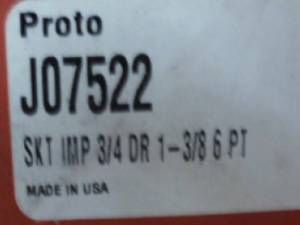 Proto
J07522
SKT IMP 3/4 DR 1-3/8 6 PT
MADE IN USA